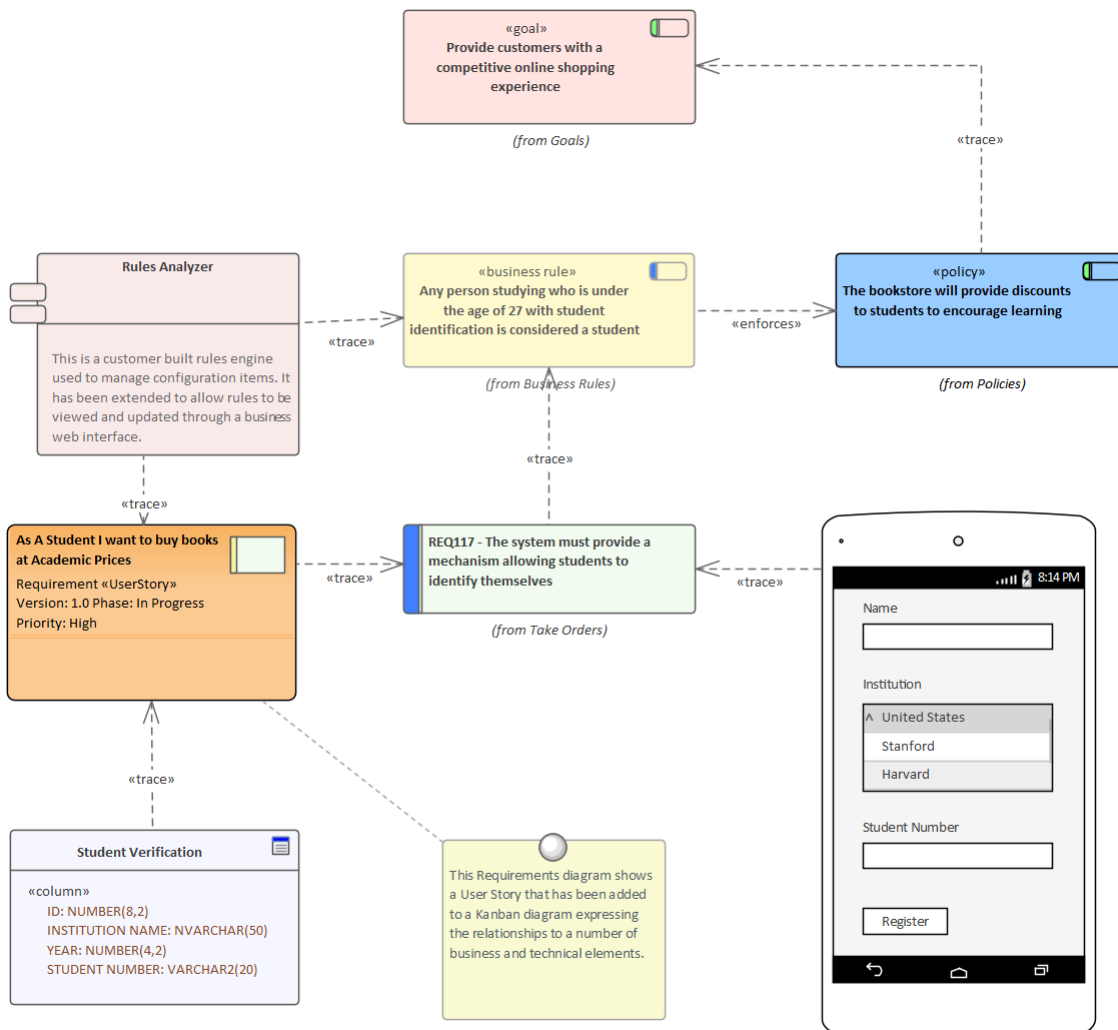 «goal»
Provide customers with a
competitive online shopping
experience
(from Goals)
«trace»
Rules Analyzer
This is a customer built rules engine
used to manage configuration items. It
has been extended to allow rules to be
viewed and updated through a business
web interface.
«trace»
«business rule»
Any person studying who is under
the age of 27 with student
identification is considered a student
(from Business Rules)
«enforces»
«policy»
The bookstore will provide discounts
to students to encourage learning
(from Policies)
«trace»
«trace»
As A Student I want to buy books
at Academic Prices
Requirement «UserStory»
Version: 1.0 Phase: In Progress
Priority: High
«trace»
REQ117 - The system must provide a
mechanism allowing students to
identify themselves
(from Take Orders)
«trace»
8:14 PM
Name
Institution
^ United States
Stanford
Harvard
Student Number
Register
«trace»
Student Verification
«column»
ID: NUMBER(8,2)
INSTITUTION NAME: NVARCHAR(50)
YEAR: NUMBER(4,2)
STUDENT NUMBER: VARCHAR2(20)
This Requirements diagram shows
a User Story that has been added
to a Kanban diagram expressing
the relationships to a number of
business and technical elements.